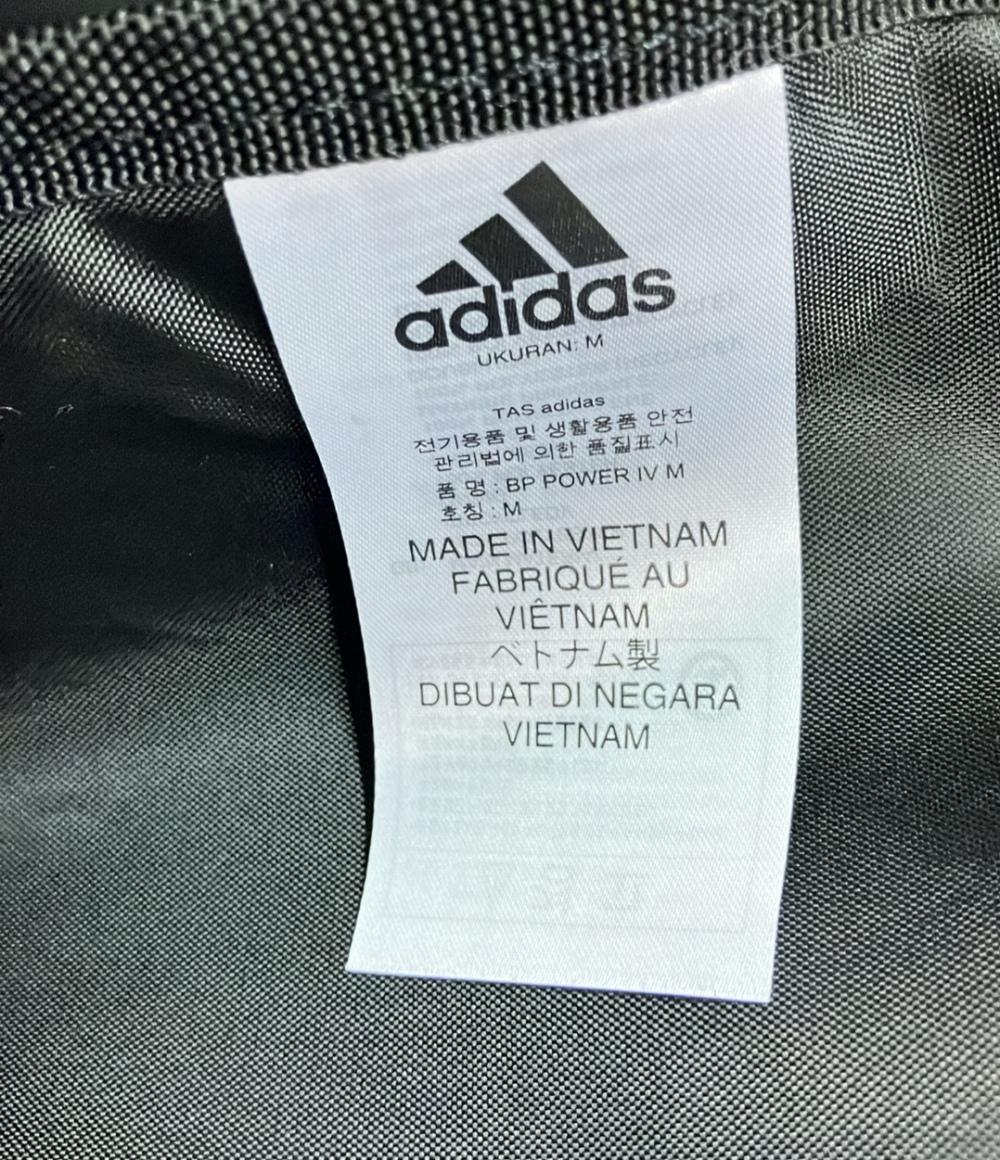 adidas
UKURAN: M
TAS adidas
전기용품 및 생활용품 안전
관리법에 의한 품질표시
품 명 : BP POWER IV M
호칭 : M
MADE IN VIETNAM
FABRIQUÉ AU
VIÊTNAM
ベトナム製
DIBUAT DI NEGARA
VIETNAM